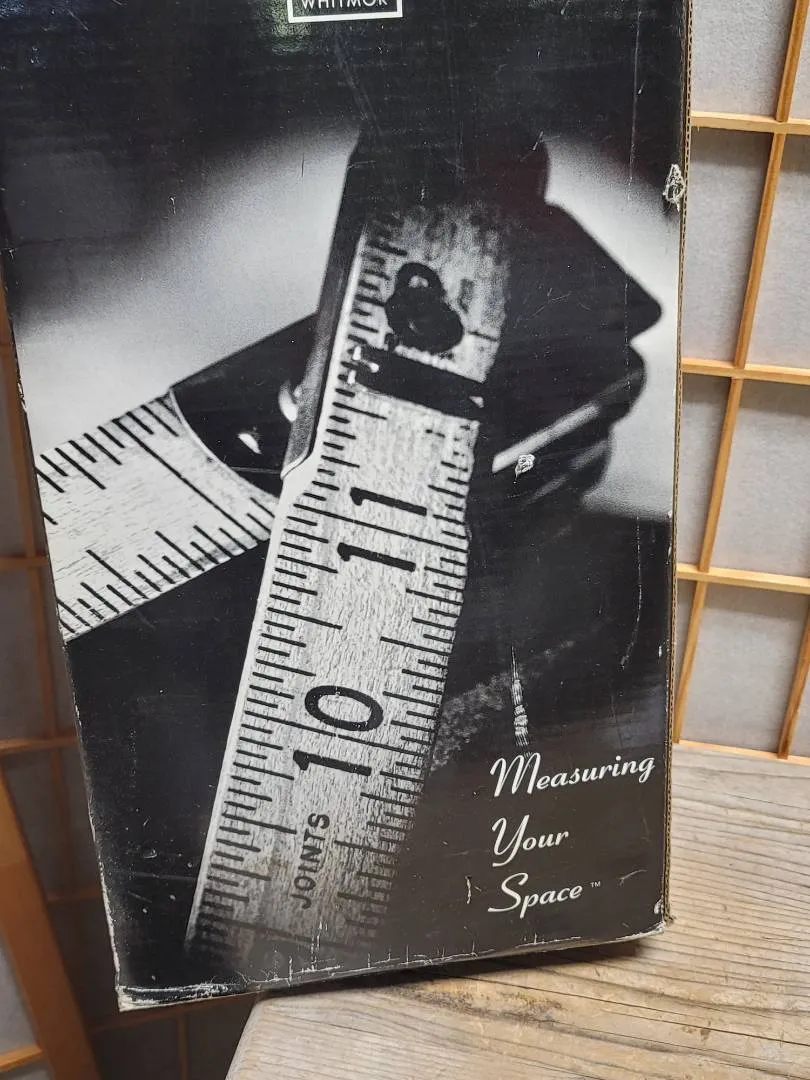 WHITMOR
11
10
JOINTS
Measuring
Your
Space™